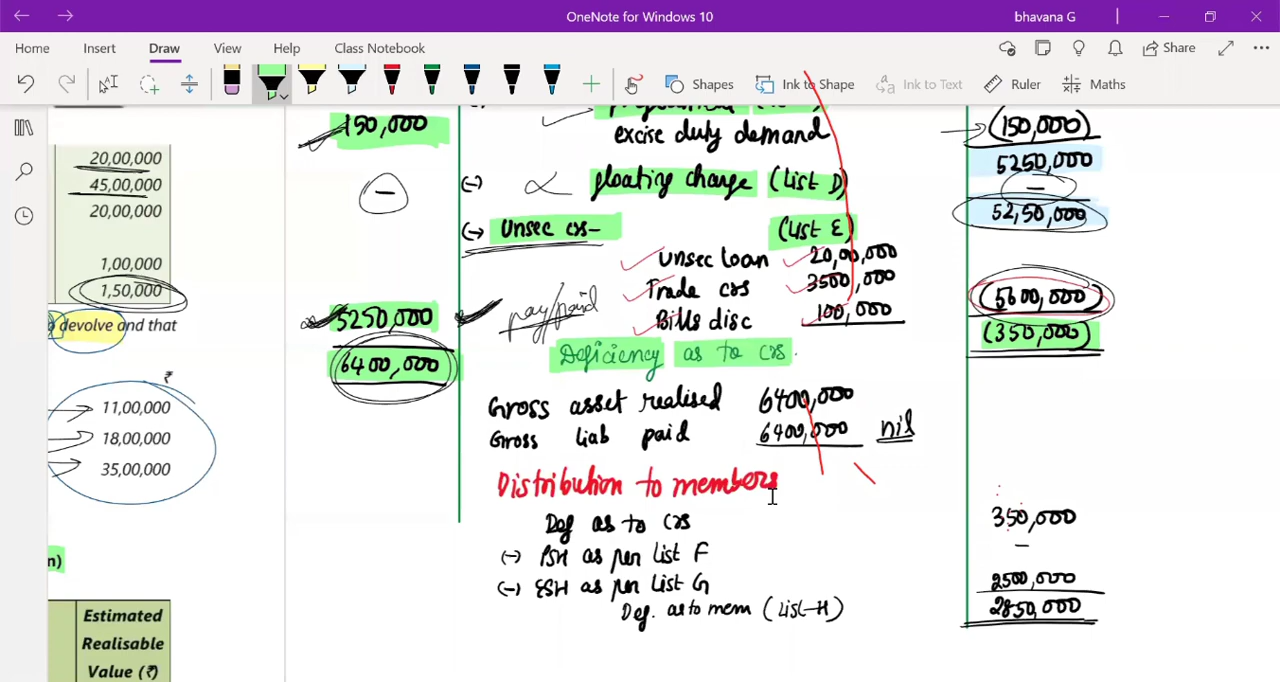 OneNote for Windows 10
bhavana G
Home Insert Draw View Help Class Notebook
Share
Shapes Ink to Shape Ink to Text Ruler Maths
excise duty demand
150,000
(150,000)
20,00,000
45,00,000
20,00,000
1,00,000
1,50,000
devolve and that
₹
11,00,000
18,00,000
35,00,000
n)
Estimated
Realisable
Value (₹)
5250,000
–
(-) floating charge (List D)
–
52,50,000
(-) Unsec crs– (List E)
Unsec loan 20,00,000
Trade crs 3500,000
(5600,000)
5250,000
pay/paid
Bills disc 100,000
(350,000)
6400,000
Deficiency as to crs.
Gross asset realised 6400,000
Gross liab paid 6400,000 nil
Distribution to members
Def as to crs 350,000
(-) PSH as per List F –
(-) ESH as per List G 2500,000
Def. as to mem (List-H) 2850,000